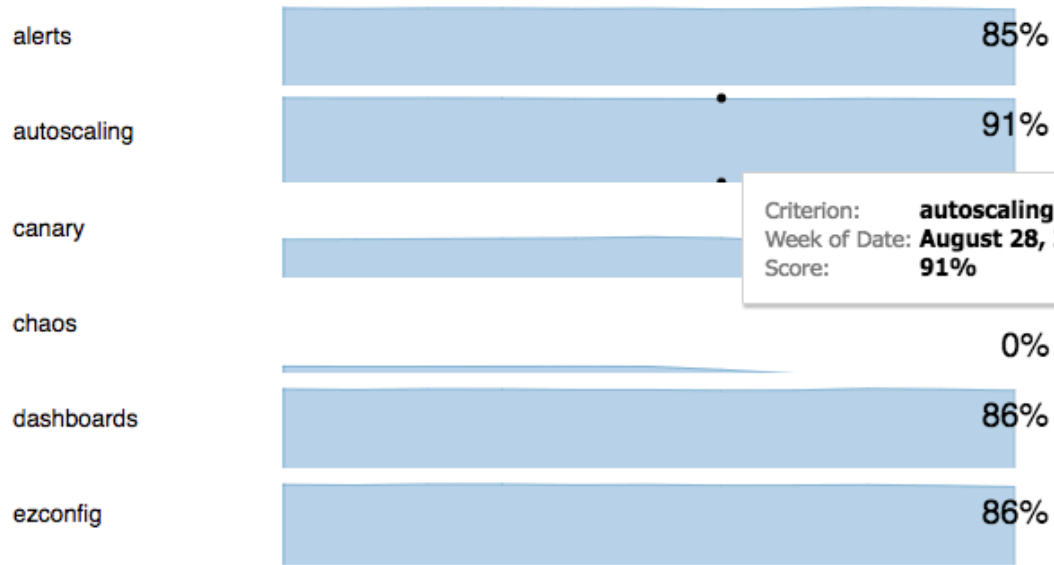 alerts 85%
autoscaling 91%
canary
Criterion: autoscaling
Week of Date: August 28,
Score: 91%
chaos 0%
dashboards 86%
ezconfig 86%